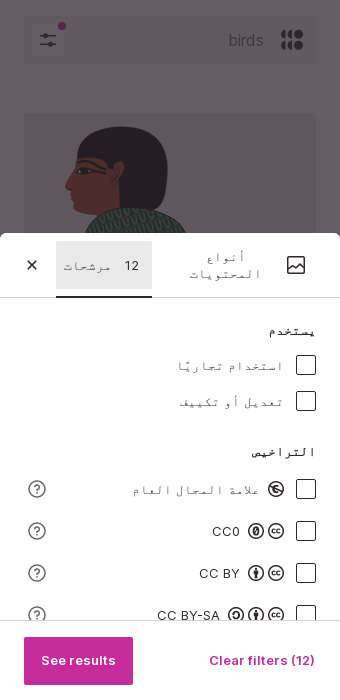 birds
أنواع
المحتويات
12 مرشحات
يستخدم
استخدام تجاريًا
تعديل أو تكييف
التراخيص
علامة المجال العام
CC0
CC BY
CC BY-SA
Clear filters (12)
See results